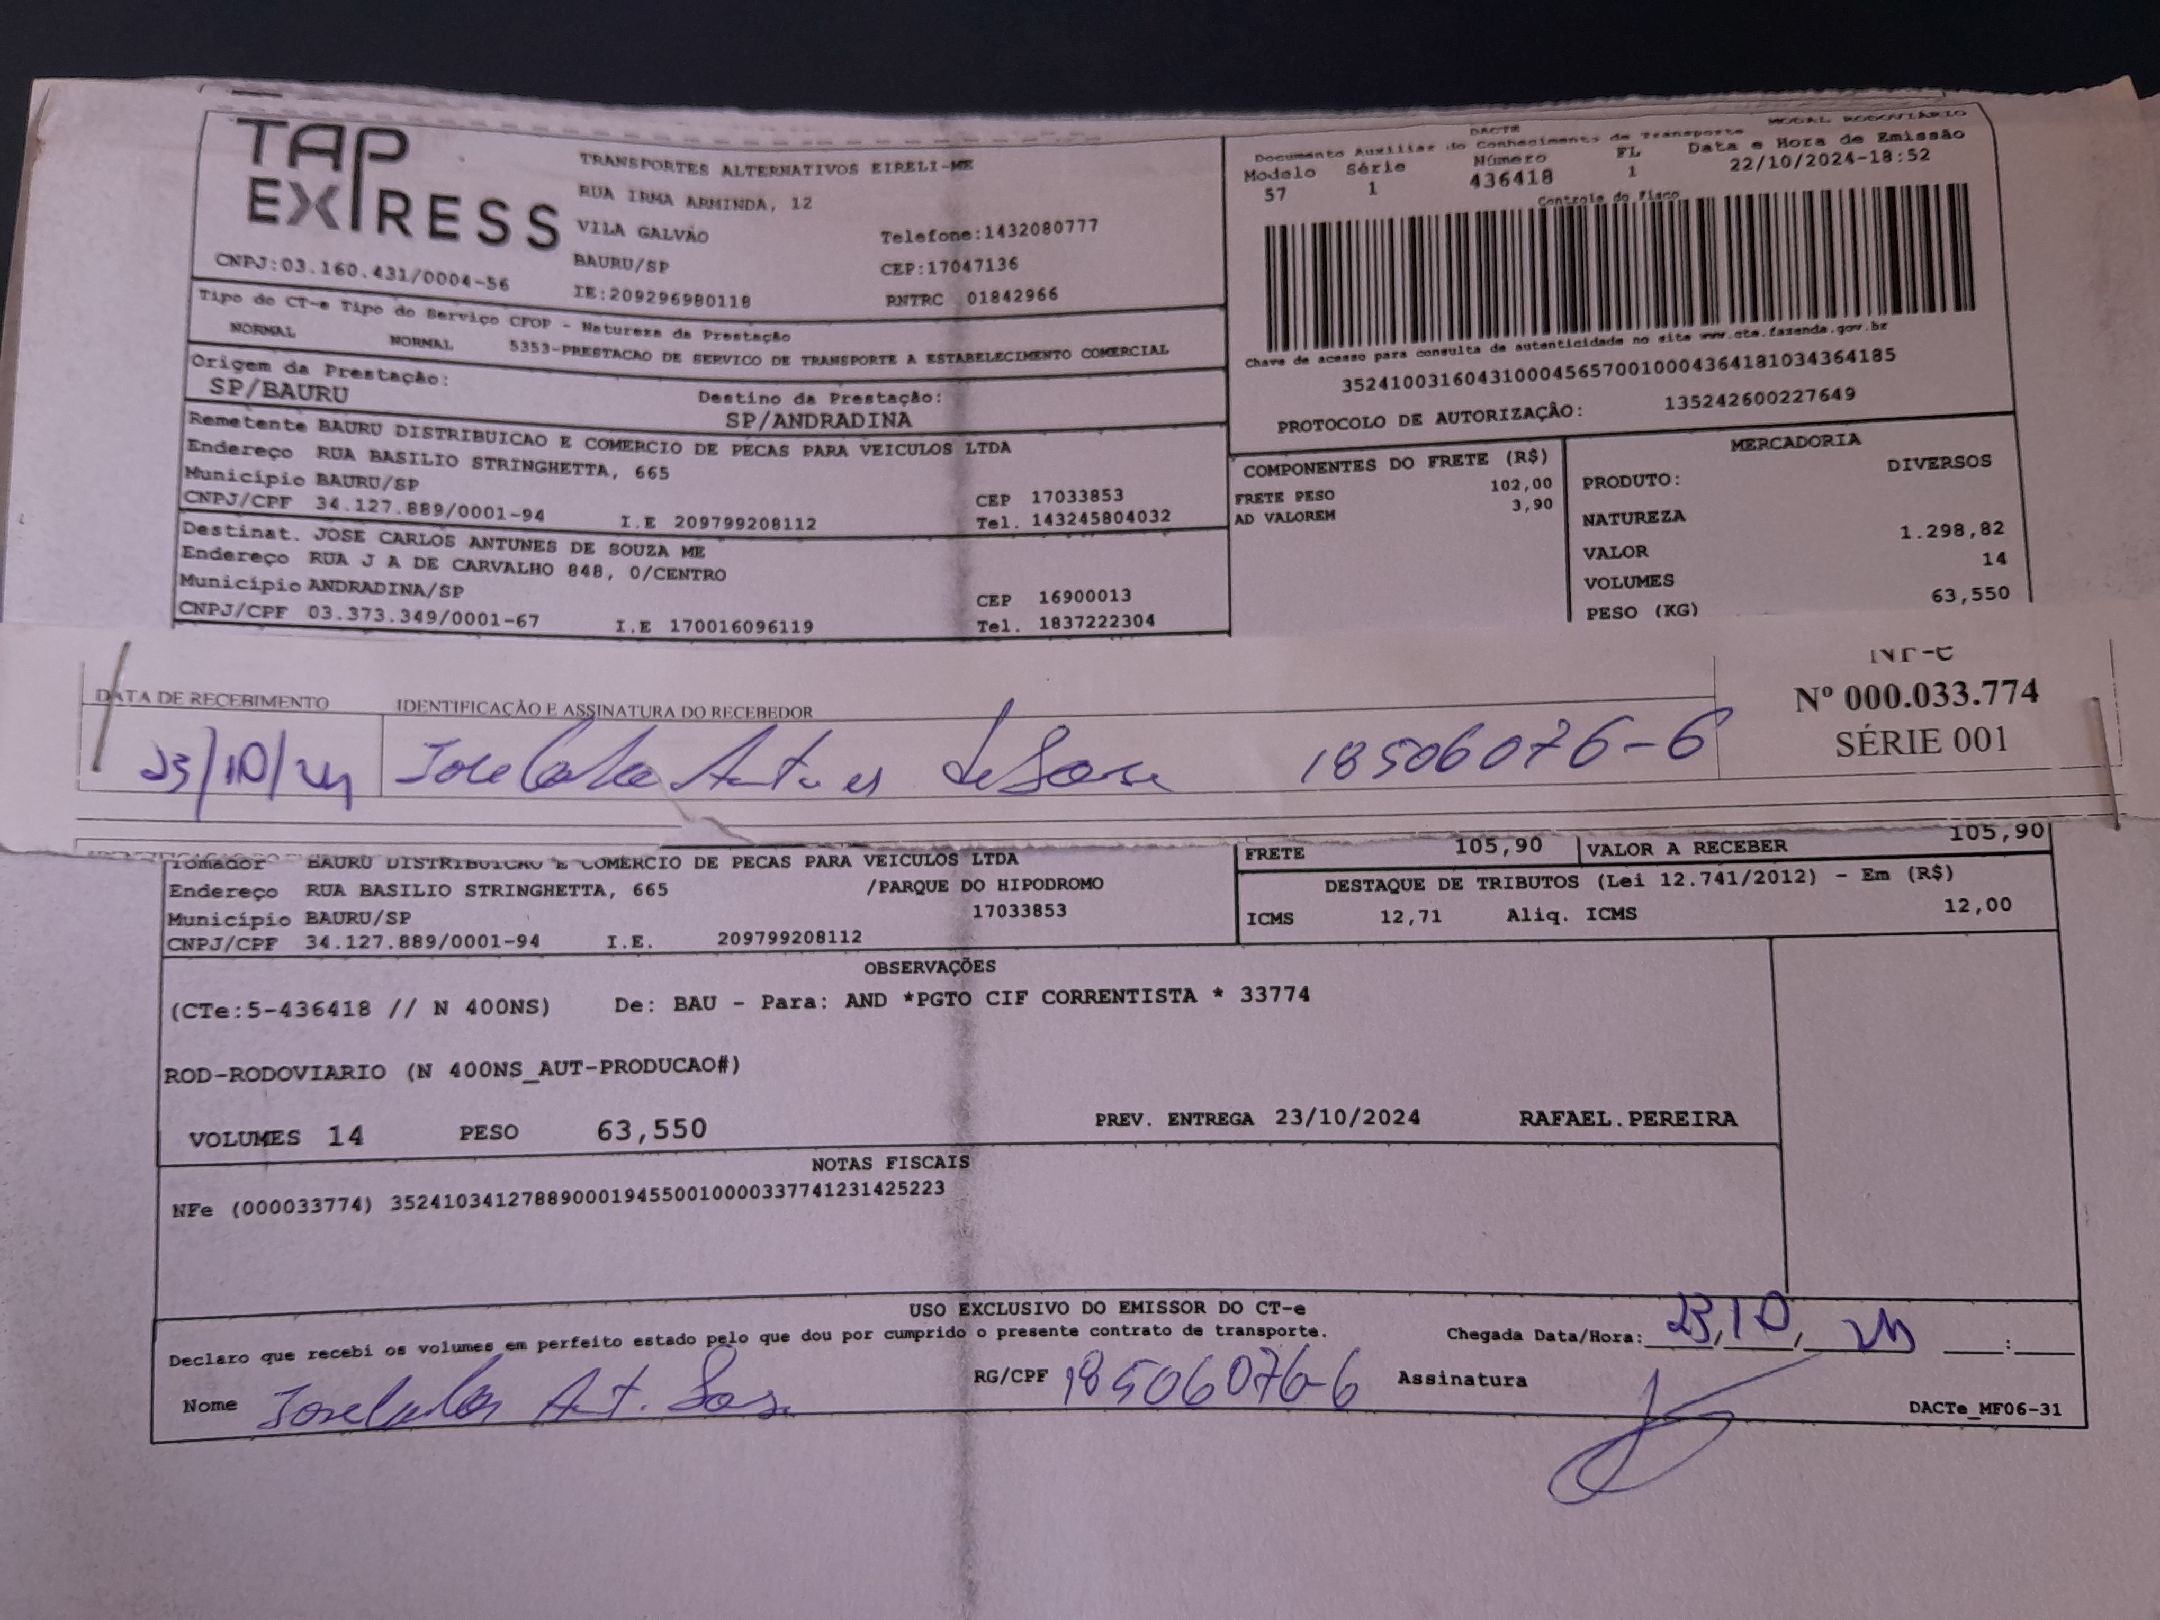 TAP EXPRESS
TRANSPORTES ALTERNATIVOS EIRELI-ME
RUA IRMA ARMINDA, 12
VILA GALVÃO Telefone:1432080777
BAURU/SP CEP:17047136
CNPJ:03.160.431/0004-56 IE:209296980118 RNTRC 01842966
Tipo do CT-e Tipo do Serviço CFOP - Natureza da Prestação
NORMAL NORMAL 5353-PRESTACAO DE SERVICO DE TRANSPORTE A ESTABELECIMENTO COMERCIAL
Origem da Prestação: Destino da Prestação:
SP/BAURU SP/ANDRADINA
Remetente BAURU DISTRIBUICAO E COMERCIO DE PECAS PARA VEICULOS LTDA
Endereço RUA BASILIO STRINGHETTA, 665
Município BAURU/SP CEP 17033853
CNPJ/CPF 34.127.889/0001-94 I.E 209799208112 Tel. 143245804032
Destinat. JOSE CARLOS ANTUNES DE SOUZA ME
Endereço RUA J A DE CARVALHO 848, 0/CENTRO
Município ANDRADINA/SP CEP 16900013
CNPJ/CPF 03.373.349/0001-67 I.E 170016096119 Tel. 1837222304
DACTE MODAL RODOVIÁRIO
Documento Auxiliar do Conhecimento de Transporte
Modelo Série Número FL Data e Hora de Emissão
57 1 436418 1 22/10/2024-18:52
Controle do Fisco
Chave de acesso para consulta de autenticidade no site www.cte.fazenda.gov.br
35241003160431000456570010004364181034364185
PROTOCOLO DE AUTORIZAÇÃO: 135242600227649
COMPONENTES DO FRETE (R$)
FRETE PESO 102,00
AD VALOREM 3,90
MERCADORIA
PRODUTO: DIVERSOS
NATUREZA
VALOR 1.298,82
VOLUMES 14
PESO (KG) 63,550
NF-e
Nº 000.033.774
SÉRIE 001
DATA DE RECEBIMENTO IDENTIFICAÇÃO E ASSINATURA DO RECEBEDOR
23/10/24 Jose Carlos Antunes de Souza 18506076-6
Tomador BAURU DISTRIBUICAO E COMERCIO DE PECAS PARA VEICULOS LTDA
Endereço RUA BASILIO STRINGHETTA, 665 /PARQUE DO HIPODROMO
Município BAURU/SP 17033853
CNPJ/CPF 34.127.889/0001-94 I.E. 209799208112
FRETE 105,90 VALOR A RECEBER 105,90
DESTAQUE DE TRIBUTOS (Lei 12.741/2012) - Em (R$)
ICMS 12,71 Aliq. ICMS 12,00
OBSERVAÇÕES
(CTe:5-436418 // N 400NS) De: BAU - Para: AND *PGTO CIF CORRENTISTA * 33774
ROD-RODOVIARIO (N 400NS_AUT-PRODUCAO#)
VOLUMES 14 PESO 63,550 PREV. ENTREGA 23/10/2024 RAFAEL.PEREIRA
NOTAS FISCAIS
NFe (000033774) 35241034127889000194550010000337741231425223
USO EXCLUSIVO DO EMISSOR DO CT-e
Declaro que recebi os volumes em perfeito estado pelo que dou por cumprido o presente contrato de transporte. Chegada Data/Hora: 23, 10, 24 :
Nome Jose Carlos Ant. Souza RG/CPF 18506076-6 Assinatura
DACTe_MF06-31